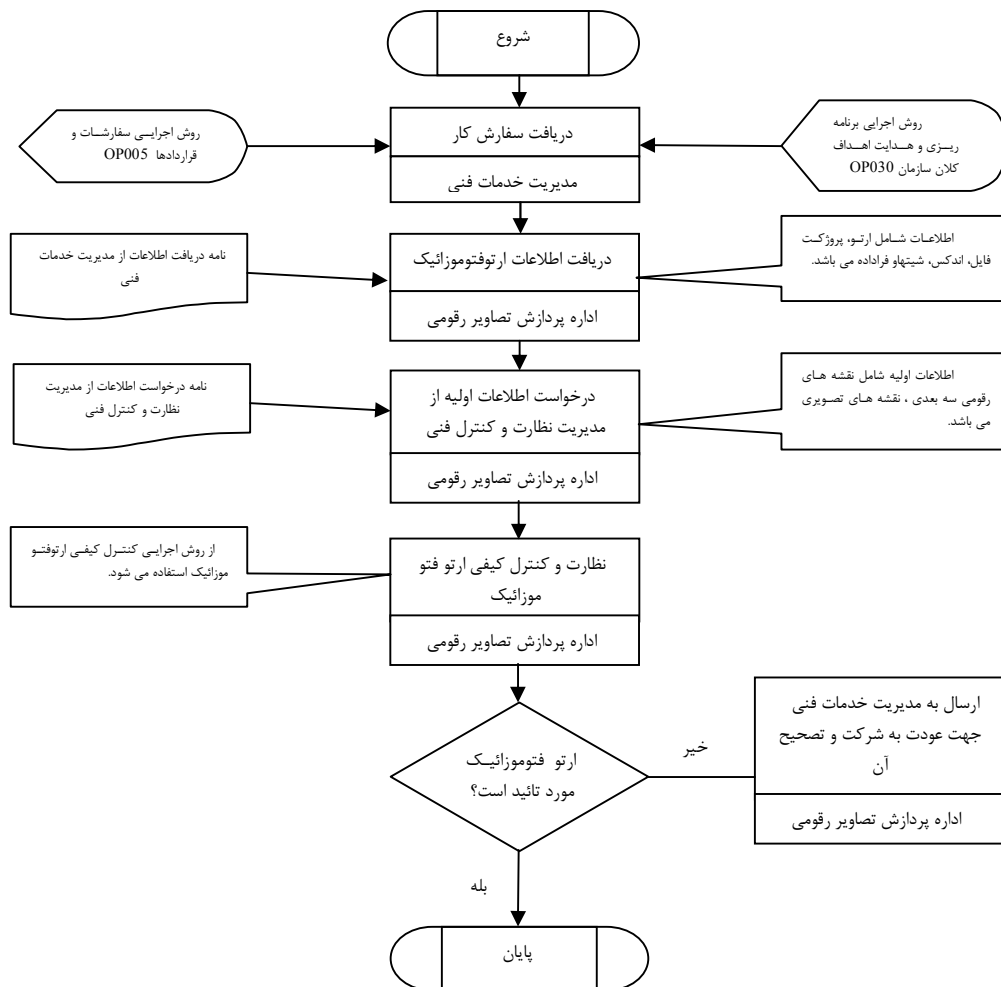 شروع
دریافت سفارش کار
مدیریت خدمات فنی
روش اجرایی برنامه
ریزی و هدایت اهداف
کلان سازمان OP030
روش اجرایی سفارشات و
قراردادها OP005
دریافت اطلاعات ارتوفتوموزائیک
اداره پردازش تصاویر رقومی
اطلاعات شامل ارتو، پروژکت
فایل، اندکس، شیتهاو فراداده می باشد.
نامه دریافت اطلاعات از مدیریت خدمات
فنی
درخواست اطلاعات اولیه از
مدیریت نظارت و کنترل فنی
اداره پردازش تصاویر رقومی
اطلاعات اولیه شامل نقشه های
رقومی سه بعدی ، نقشه های تصویری
می باشد.
نامه درخواست اطلاعات از مدیریت
نظارت و کنترل فنی
نظارت و کنترل کیفی ارتو فتو
موزائیک
اداره پردازش تصاویر رقومی
از روش اجرایی کنترل کیفی ارتوفتو
موزائیک استفاده می شود.
ارتو فتوموزائیک
مورد تائید است؟
خیر
ارسال به مدیریت خدمات فنی
جهت عودت به شرکت و تصحیح
آن
اداره پردازش تصاویر رقومی
بله
پایان